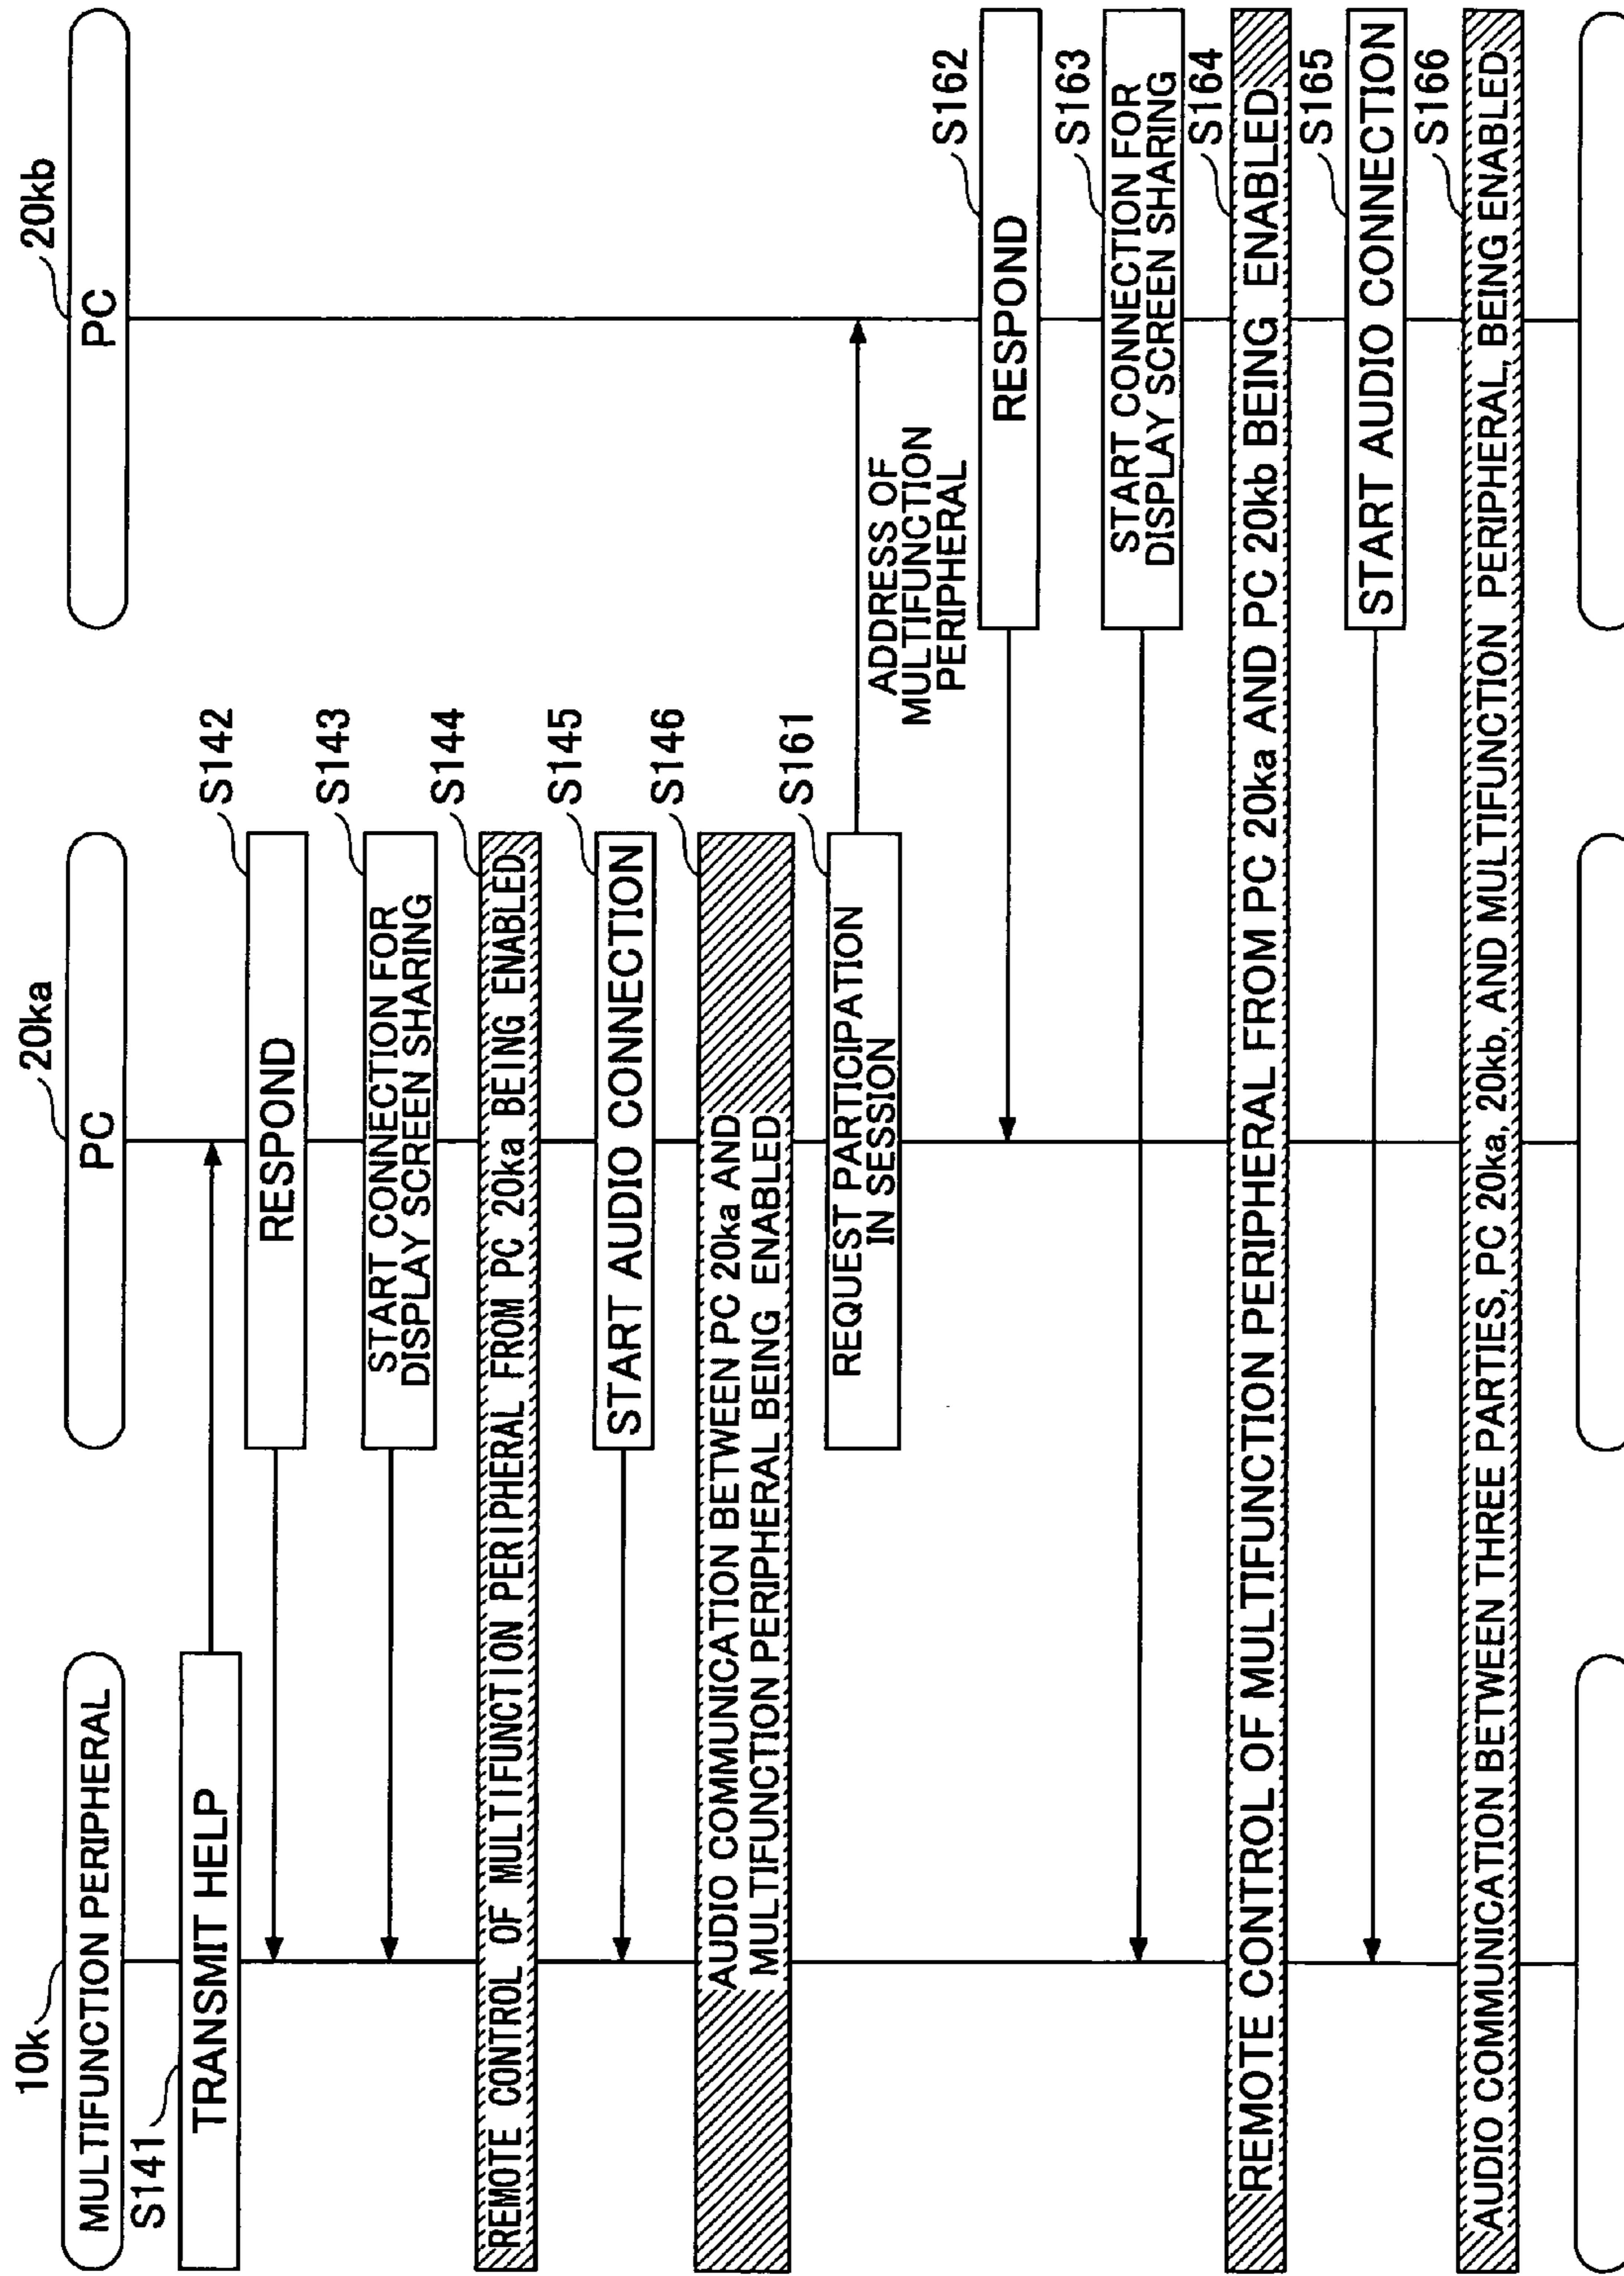 10k
MULTIFUNCTION PERIPHERAL
20ka
PC
20kb
PC
S141
TRANSMIT HELP
S142
RESPOND
S143
START CONNECTION FOR
DISPLAY SCREEN SHARING
S144
REMOTE CONTROL OF MULTIFUNCTION PERIPHERAL FROM PC 20ka BEING ENABLED
S145
START AUDIO CONNECTION
S146
AUDIO COMMUNICATION BETWEEN PC 20ka AND
MULTIFUNCTION PERIPHERAL BEING ENABLED
S161
REQUEST PARTICIPATION
IN SESSION
ADDRESS OF
MULTIFUNCTION
PERIPHERAL
S162
RESPOND
S163
START CONNECTION FOR
DISPLAY SCREEN SHARING
S164
REMOTE CONTROL OF MULTIFUNCTION PERIPHERAL FROM PC 20ka AND PC 20kb BEING ENABLED
S165
START AUDIO CONNECTION
S166
AUDIO COMMUNICATION BETWEEN THREE PARTIES, PC 20ka, 20kb, AND MULTIFUNCTION PERIPHERAL, BEING ENABLED